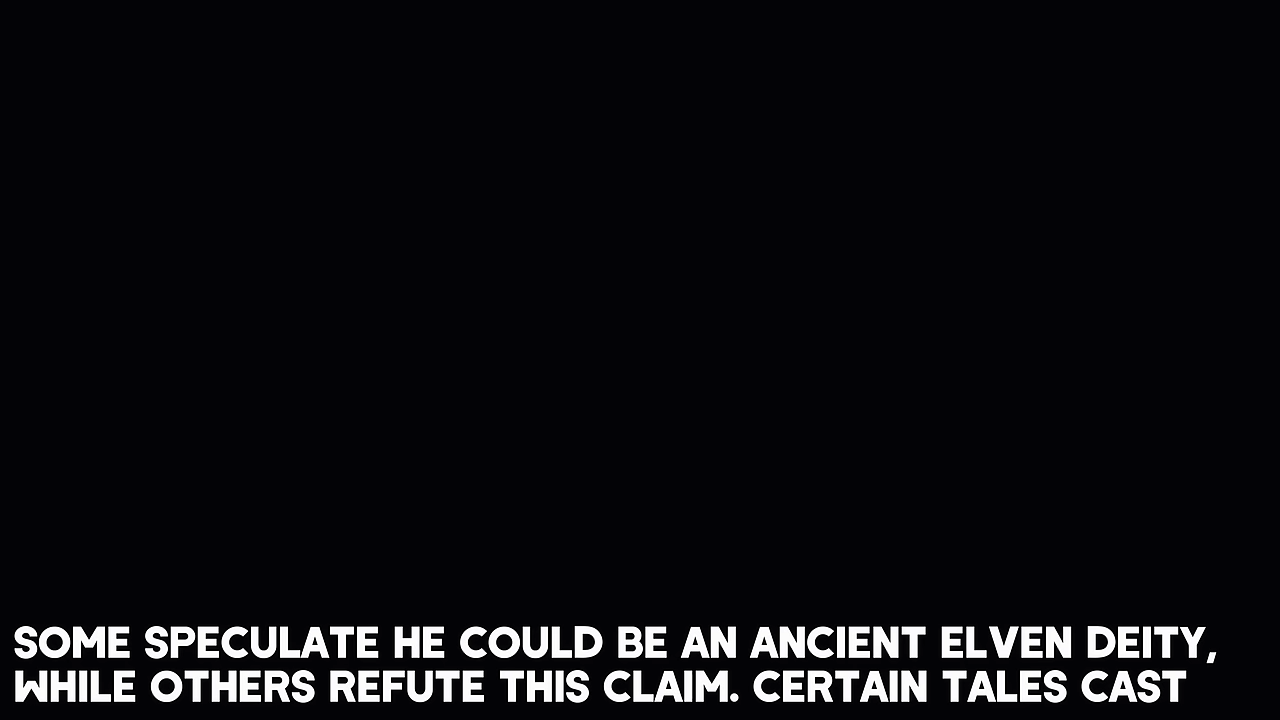 SOME SPECULATE HE COULD BE AN ANCIENT ELVEN DEITY,
WHILE OTHERS REFUTE THIS CLAIM. CERTAIN TALES CAST